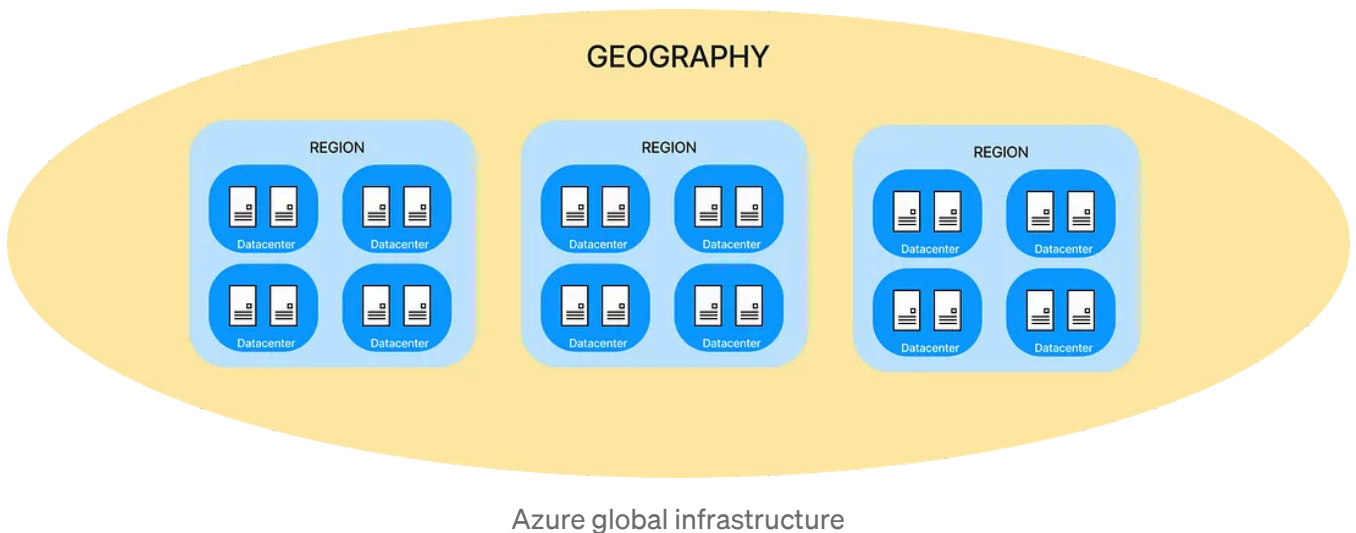 GEOGRAPHY
REGION
Datacenter
Datacenter
Datacenter
Datacenter
REGION
Datacenter
Datacenter
Datacenter
Datacenter
REGION
Datacenter
Datacenter
Datacenter
Datacenter
Azure global infrastructure